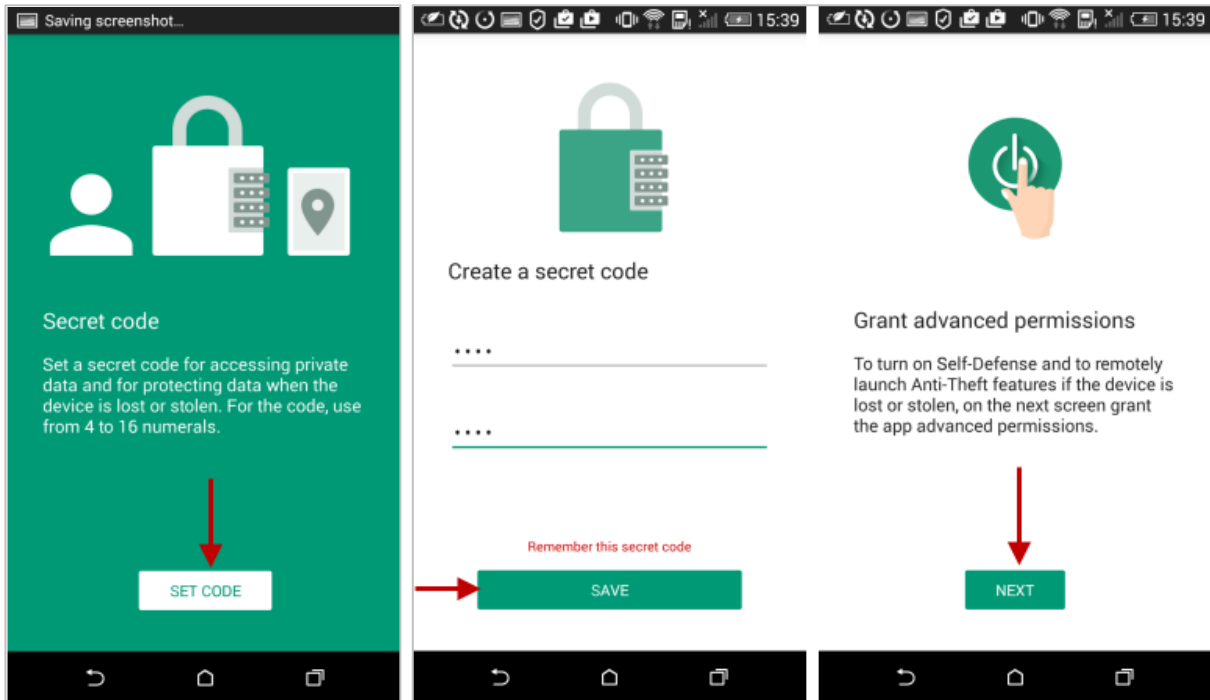 Saving screenshot...
Secret code
Set a secret code for accessing private
data and for protecting data when the
device is lost or stolen. For the code, use
from 4 to 16 numerals.
SET CODE
15:39
Create a secret code
....
....
Remember this secret code
SAVE
15:39
Grant advanced permissions
To turn on Self-Defense and to remotely
launch Anti-Theft features if the device is
lost or stolen, on the next screen grant
the app advanced permissions.
NEXT